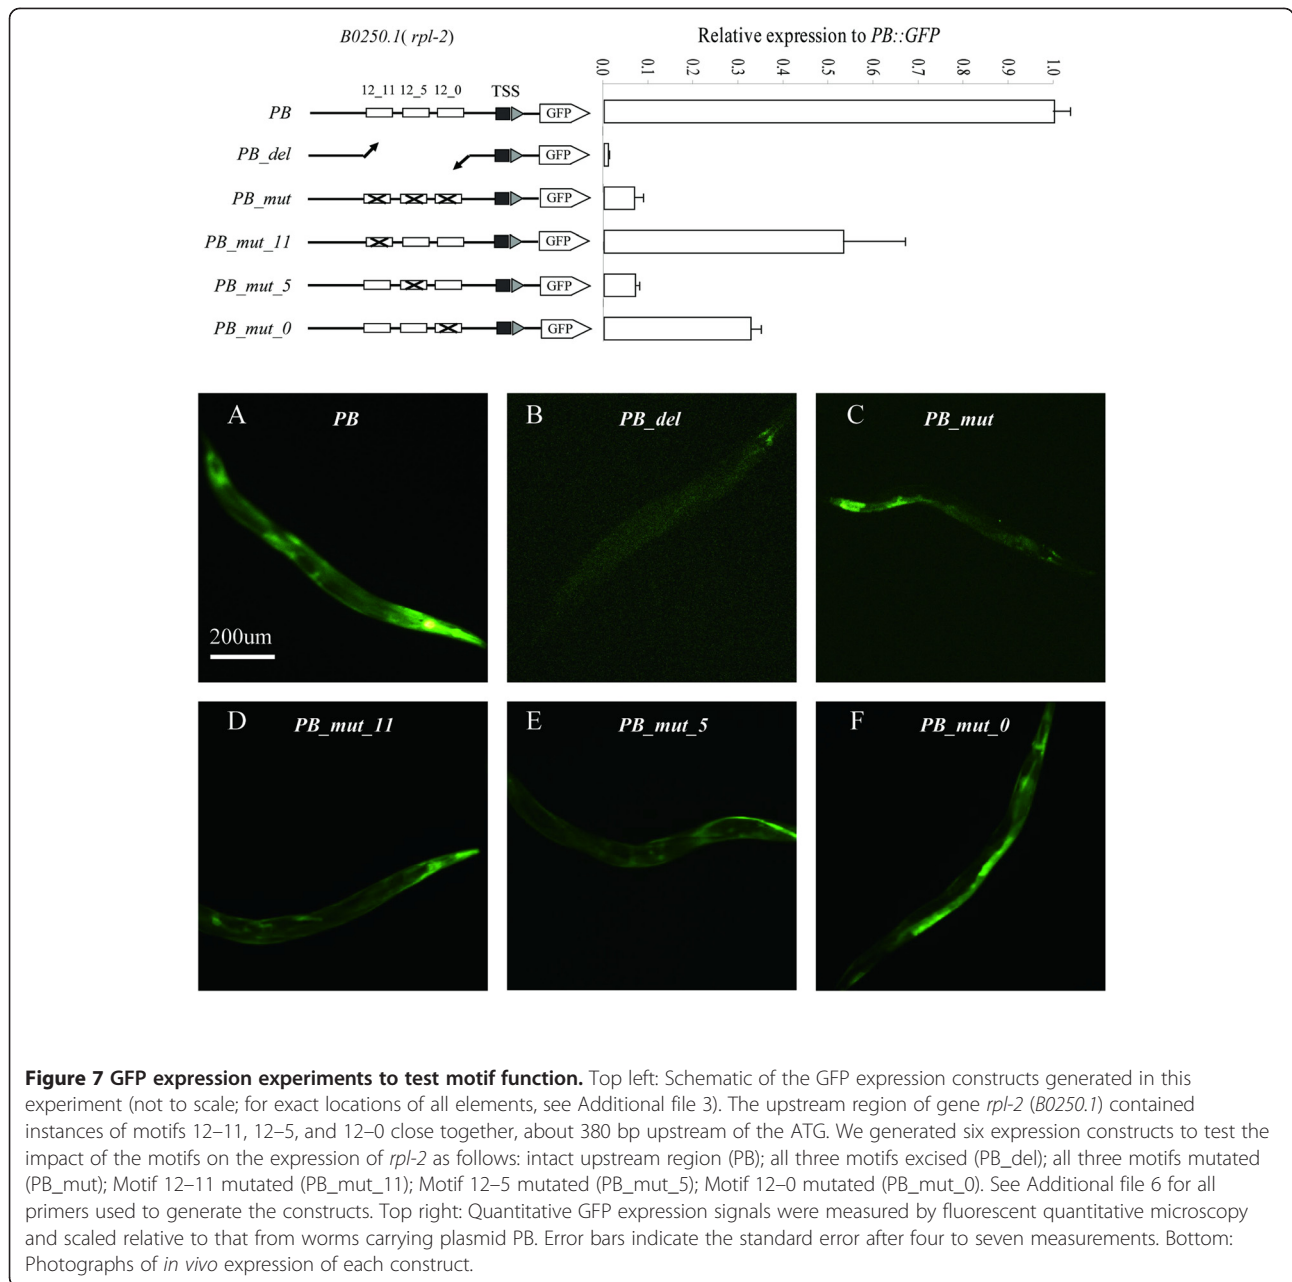 B0250.1( rpl-2)
Relative expression to PB::GFP
0.0 0.1 0.2 0.3 0.4 0.5 0.6 0.7 0.8 0.9 1.0
12_11 12_5 12_0 TSS
PB GFP
PB_del GFP
PB_mut GFP
PB_mut_11 GFP
PB_mut_5 GFP
PB_mut_0 GFP
A PB
200um
B PB_del
C PB_mut
D PB_mut_11
E PB_mut_5
F PB_mut_0
Figure 7 GFP expression experiments to test motif function. Top left: Schematic of the GFP expression constructs generated in this
experiment (not to scale; for exact locations of all elements, see Additional file 3). The upstream region of gene rpl-2 (B0250.1) contained
instances of motifs 12–11, 12–5, and 12–0 close together, about 380 bp upstream of the ATG. We generated six expression constructs to test the
impact of the motifs on the expression of rpl-2 as follows: intact upstream region (PB); all three motifs excised (PB_del); all three motifs mutated
(PB_mut); Motif 12–11 mutated (PB_mut_11); Motif 12–5 mutated (PB_mut_5); Motif 12–0 mutated (PB_mut_0). See Additional file 6 for all
primers used to generate the constructs. Top right: Quantitative GFP expression signals were measured by fluorescent quantitative microscopy
and scaled relative to that from worms carrying plasmid PB. Error bars indicate the standard error after four to seven measurements. Bottom:
Photographs of in vivo expression of each construct.